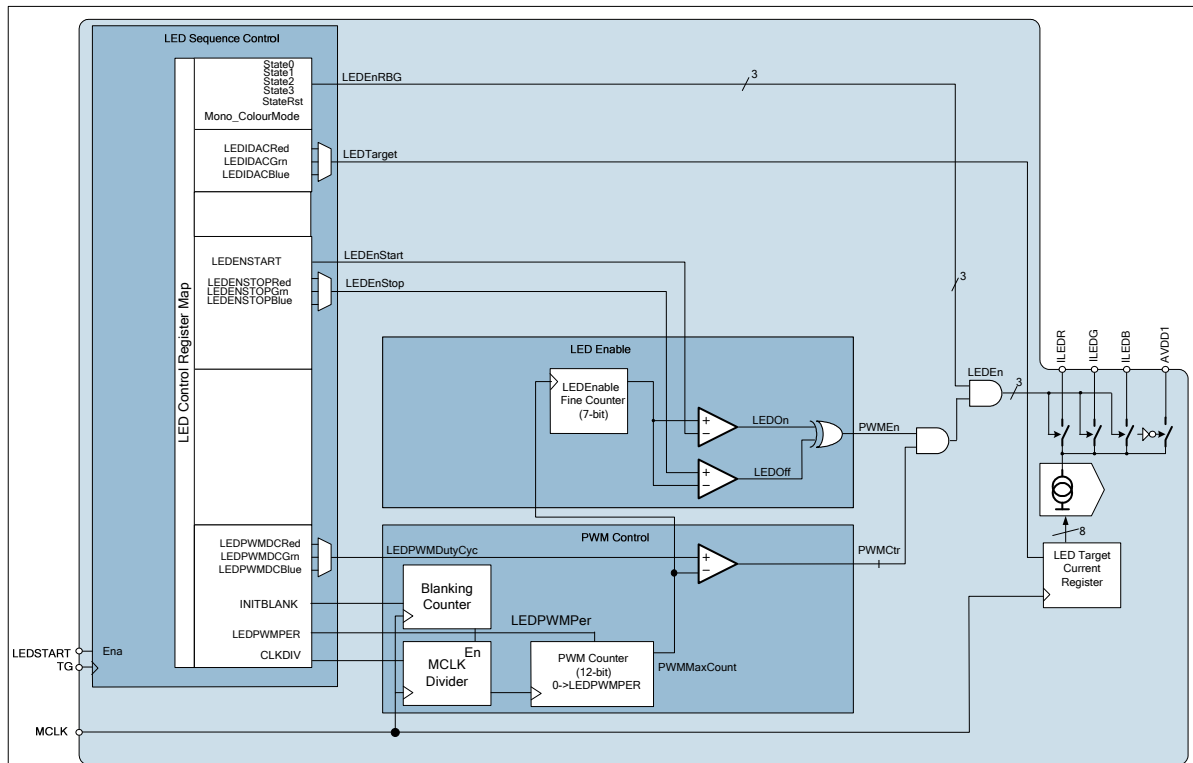 LED Sequence Control
LED Control Register Map
State0
State1
State2
State3
StateRst
Mono_ColourMode
LEDEnRBG
3
LEDIDACRed
LEDIDACGrn
LEDIDACBlue
LEDTarget
LEDENSTART
LEDEnStart
LEDENSTOPRed
LEDENSTOPGrn
LEDENSTOPBlue
LEDEnStop
3
LED Enable
LEDEnable
Fine Counter
(7-bit)
+
−
LEDOn
+
−
LEDOff
PWMEn
LEDEn
3
ILEDR
ILEDG
ILEDB
AVDD1
8
LED Target
Current
Register
PWM Control
LEDPWMDCRed
LEDPWMDCGrn
LEDPWMDCBlue
LEDPWMDutyCyc
+
−
PWMCtr
INITBLANK
Blanking
Counter
LEDPWMPER
LEDPWMPer
CLKDIV
En
MCLK
Divider
PWM Counter
(12-bit)
0->LEDPWMPER
PWMMaxCount
LEDSTART
Ena
TG
MCLK